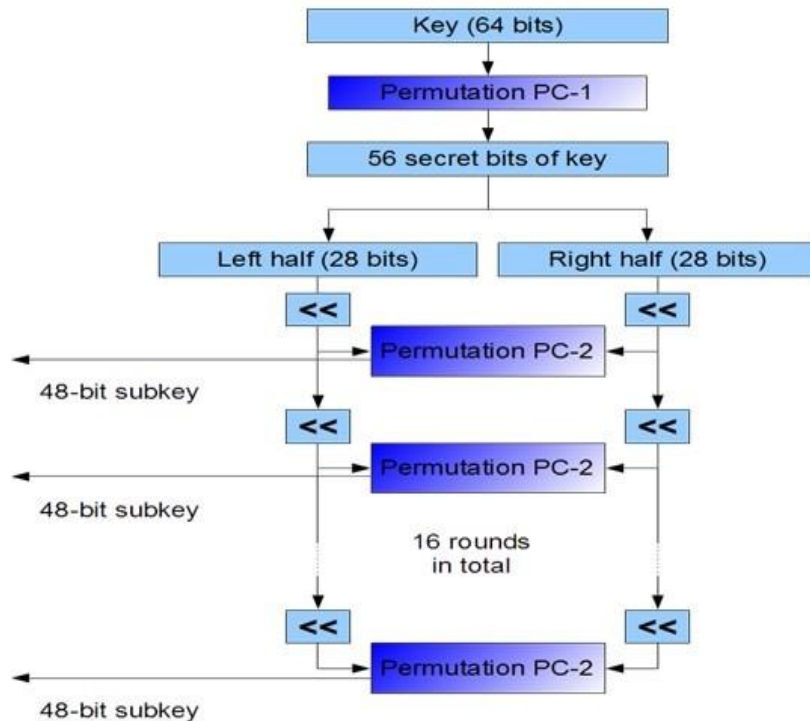 Key (64 bits)
Permutation PC-1
56 secret bits of key
Left half (28 bits)
Right half (28 bits)
<<
<<
Permutation PC-2
48-bit subkey
<<
<<
Permutation PC-2
48-bit subkey
16 rounds
in total
<<
<<
Permutation PC-2
48-bit subkey